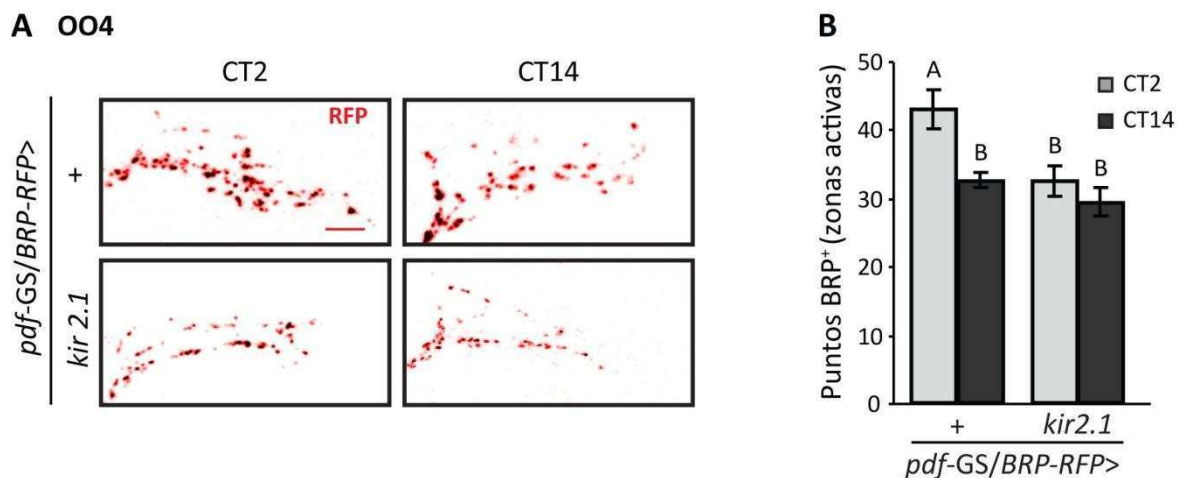 A OO4
CT2 CT14
RFP
pdf-GS/BRP-RFP>
+
kir 2.1
B
Puntos BRP⁺ (zonas activas)
50
40
30
20
10
0
A
B
B
B
CT2
CT14
+ kir2.1
pdf-GS/BRP-RFP>